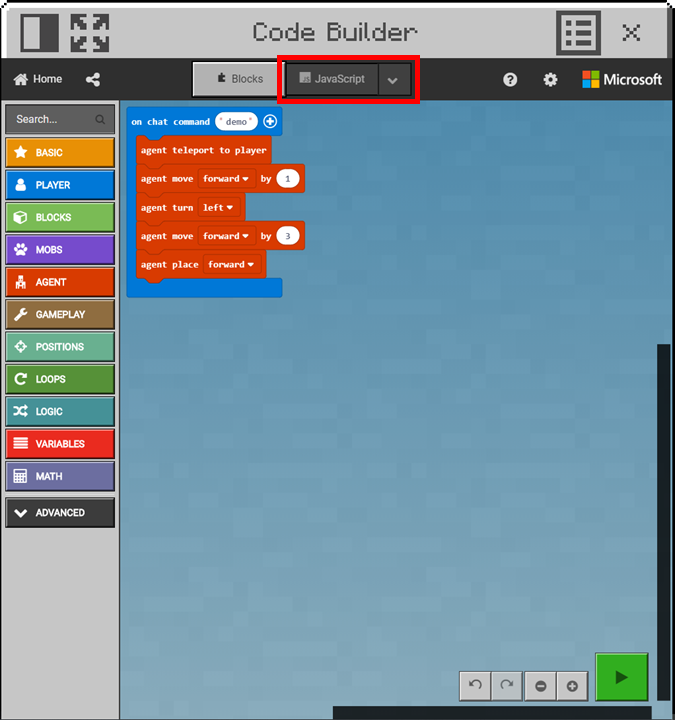 Code Builder
Home
Blocks
JavaScript
Microsoft
Search...
BASIC
PLAYER
BLOCKS
MOBS
AGENT
GAMEPLAY
POSITIONS
LOOPS
LOGIC
VARIABLES
MATH
ADVANCED
on chat command "demo"
agent teleport to player
agent move forward by 1
agent turn left
agent move forward by 3
agent place forward